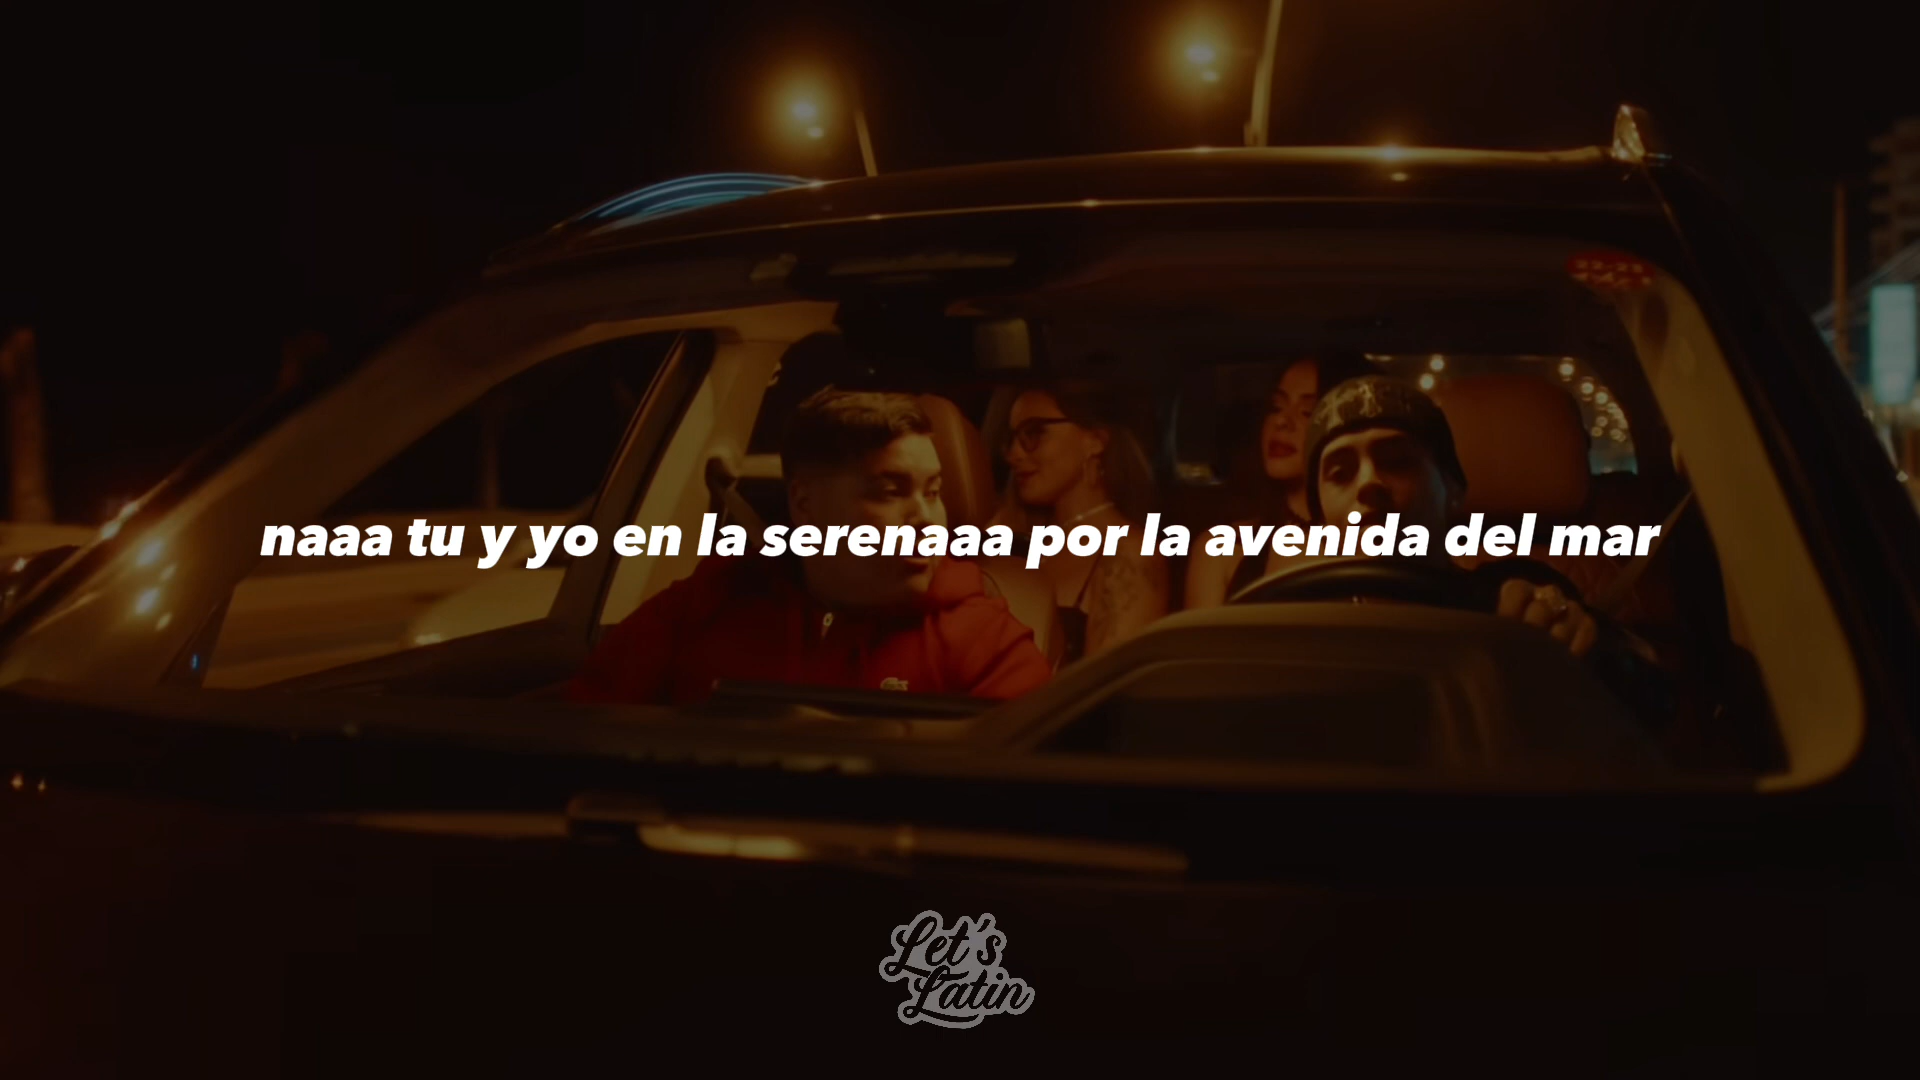 naaa tu y yo en la serenaaa por la avenida del mar
Let's
Latin